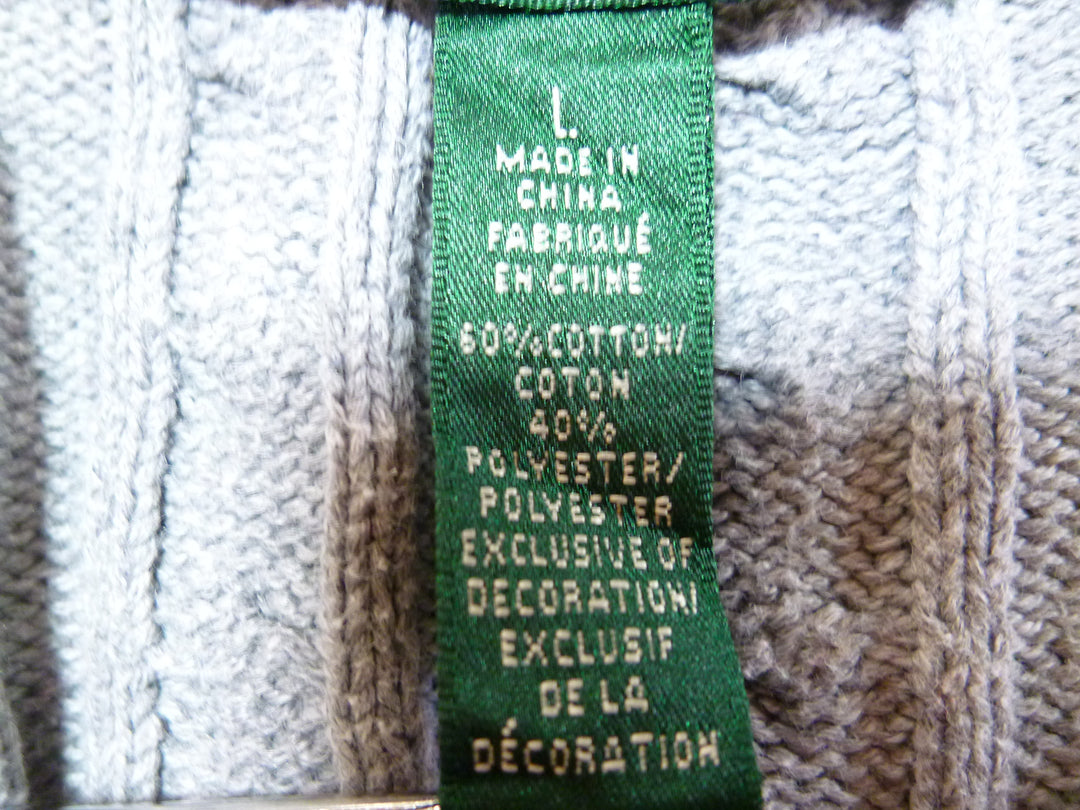 L.
MADE IN
CHINA
FABRIQUÉ
EN CHINE
60% COTTON/
COTON
40%
POLYESTER/
POLYESTER
EXCLUSIVE OF
DECORATION/
EXCLUSIF
DE LA
DÉCORATION